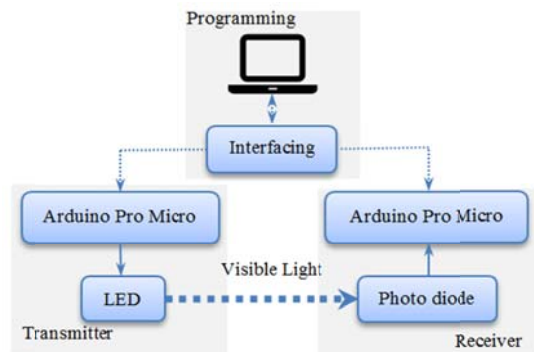 Programming
Interfacing
Arduino Pro Micro
Arduino Pro Micro
Visible Light
LED
Photo diode
Transmitter
Receiver